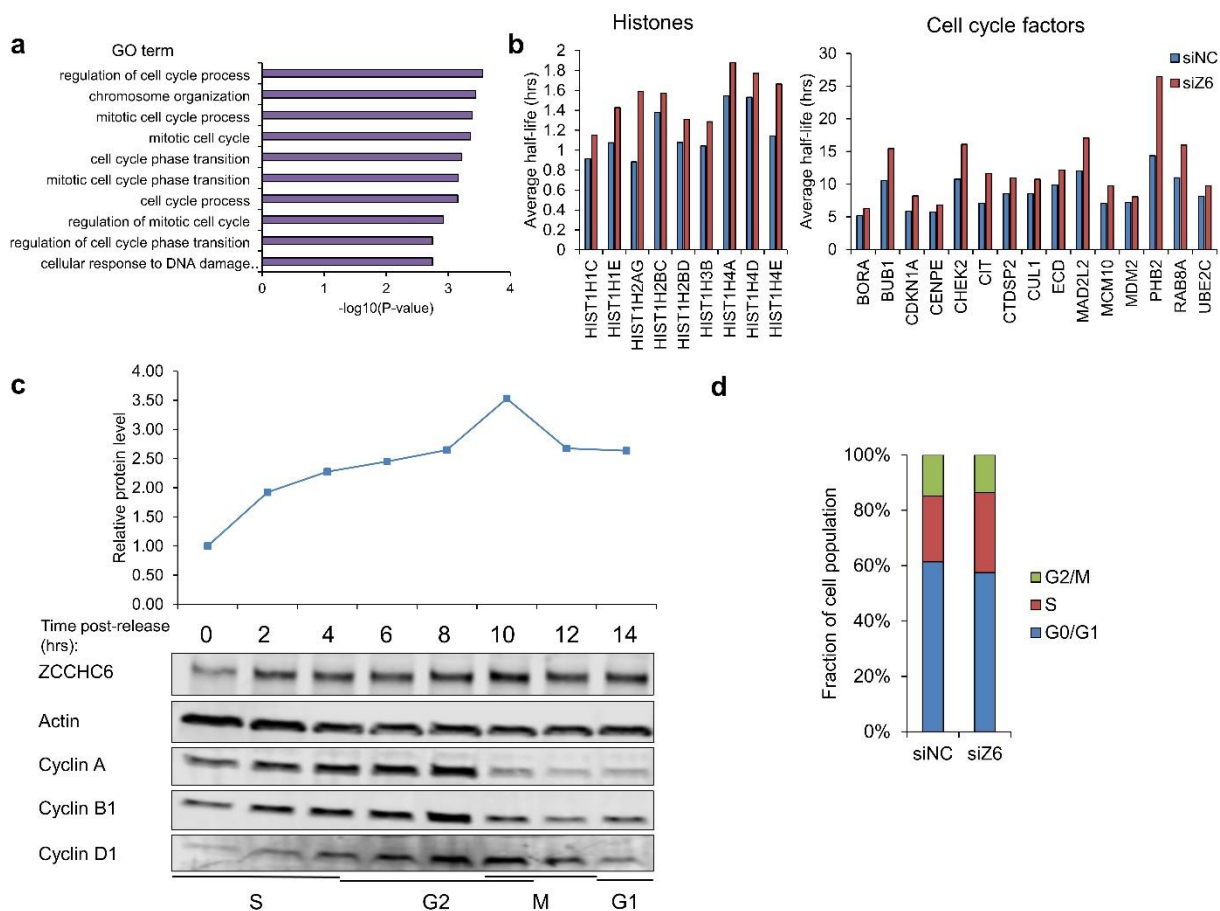 a
GO term
regulation of cell cycle process
chromosome organization
mitotic cell cycle process
mitotic cell cycle
cell cycle phase transition
mitotic cell cycle phase transition
cell cycle process
regulation of mitotic cell cycle
regulation of cell cycle phase transition
cellular response to DNA damage..
0 1 2 3 4
-log10(P-value)
b
Histones
Average half-life (hrs)
2
1.8
1.6
1.4
1.2
1
0.8
0.6
0.4
0.2
0
HIST1H1C
HIST1H1E
HIST1H2AG
HIST1H2BC
HIST1H2BD
HIST1H3B
HIST1H4A
HIST1H4D
HIST1H4E
Cell cycle factors
siNC
siZ6
Average half-life (hrs)
30
25
20
15
10
5
0
BORA
BUB1
CDKN1A
CENPE
CHEK2
CIT
CTDSP2
CUL1
ECD
MAD2L2
MCM10
MDM2
PHB2
RAB8A
UBE2C
c
Relative protein level
4.00
3.50
3.00
2.50
2.00
1.50
1.00
0.50
0.00
Time post-release
(hrs):
0 2 4 6 8 10 12 14
ZCCHC6
Actin
Cyclin A
Cyclin B1
Cyclin D1
S G2 M G1
d
Fraction of cell population
100%
80%
60%
40%
20%
0%
siNC siZ6
G2/M
S
G0/G1